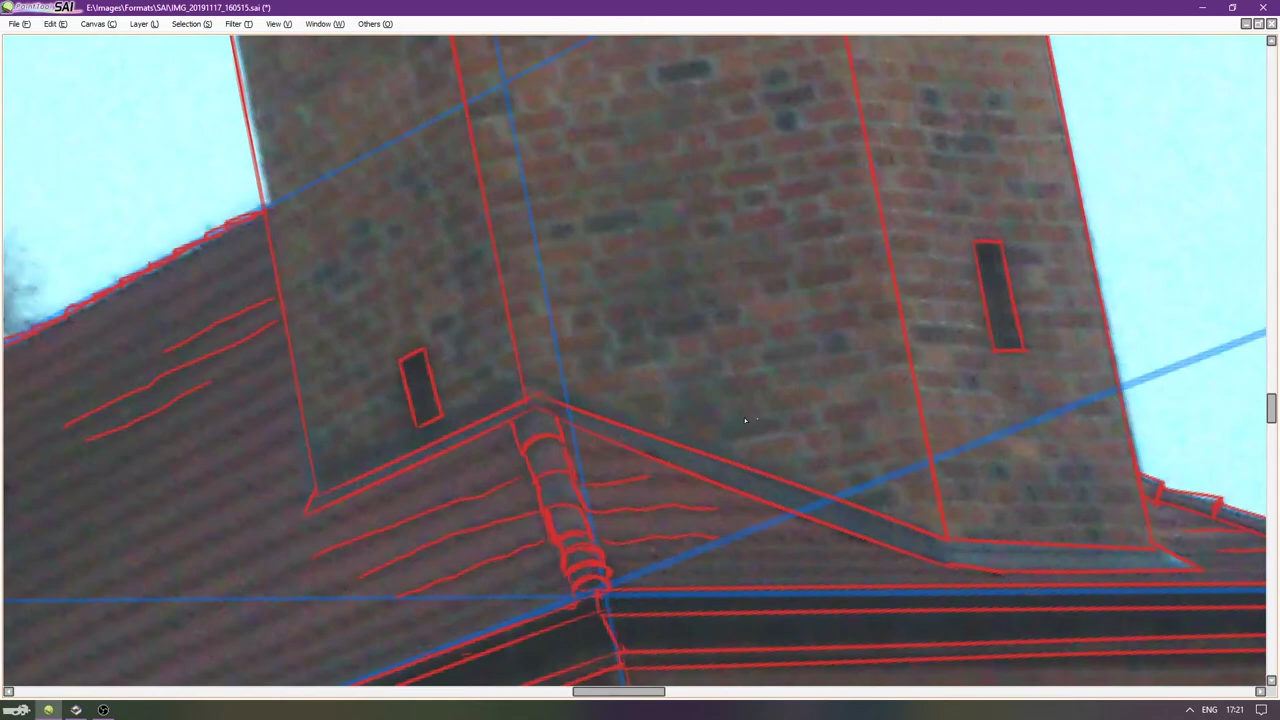 PaintTool SAI E:\Images\Formats\SAI\IMG_20191117_160515.sai (*)
File (F) Edit (E) Canvas (C) Layer (L) Selection (S) Filter (T) View (V) Window (W) Others (O)
ENG 17:21